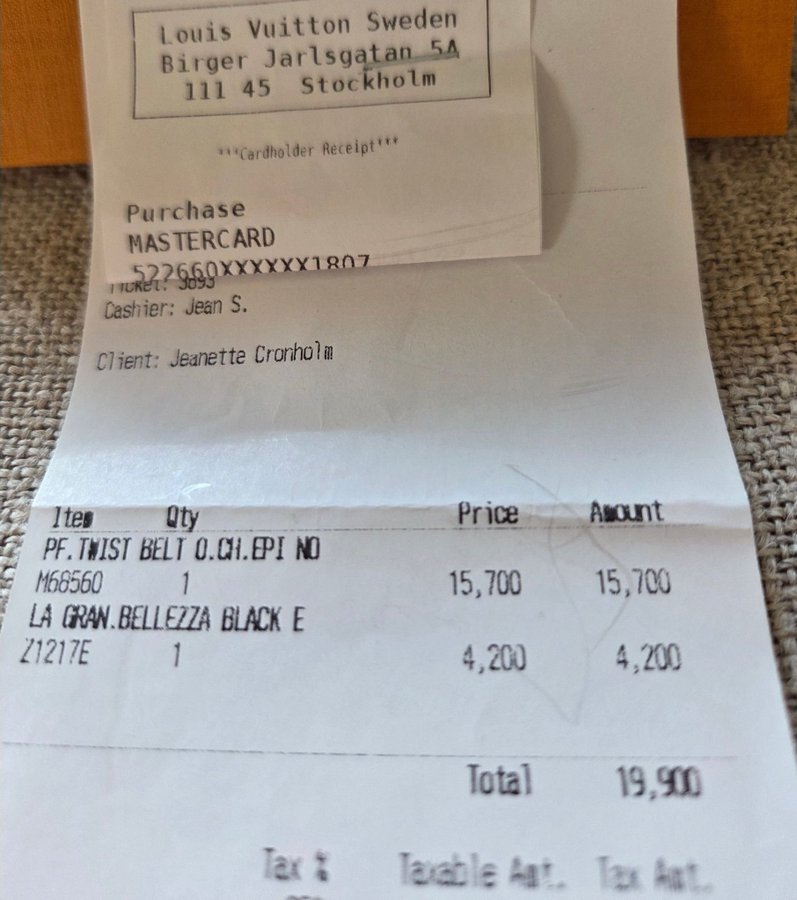 Louis Vuitton Sweden
Birger Jarlsgatan 5A
111 45 Stockholm
***Cardholder Receipt***
Purchase
MASTERCARD
522660XXXXXX1807
Ticket: 3893
Cashier: Jean S.
Client: Jeanette Cronholm
Item Qty Price Amount
PF.TWIST BELT O.CH.EPI NO
M68560 1 15,700 15,700
LA GRAN.BELLEZZA BLACK E
Z1217E 1 4,200 4,200
Total 19,900
Tax % Taxable Amt. Tax Amt.